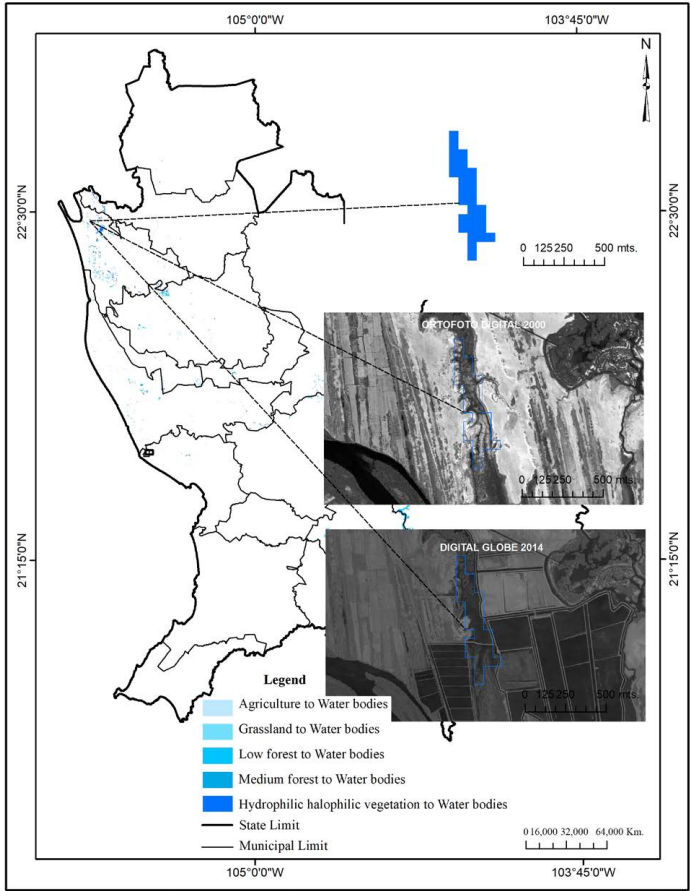 105°0'0"W 103°45'0"W
N
22°30'0"N 22°30'0"N
0 125 250 500 mts.
ORTOFOTO DIGITAL 2000
0 125 250 500 mts.
21°15'0"N 21°15'0"N
DIGITAL GLOBE 2014
0 125 250 500 mts.
Legend
Agriculture to Water bodies
Grassland to Water bodies
Low forest to Water bodies
Medium forest to Water bodies
Hydrophilic halophilic vegetation to Water bodies
State Limit
Municipal Limit
0 16,000 32,000 64,000 Km.
105°0'0"W 103°45'0"W